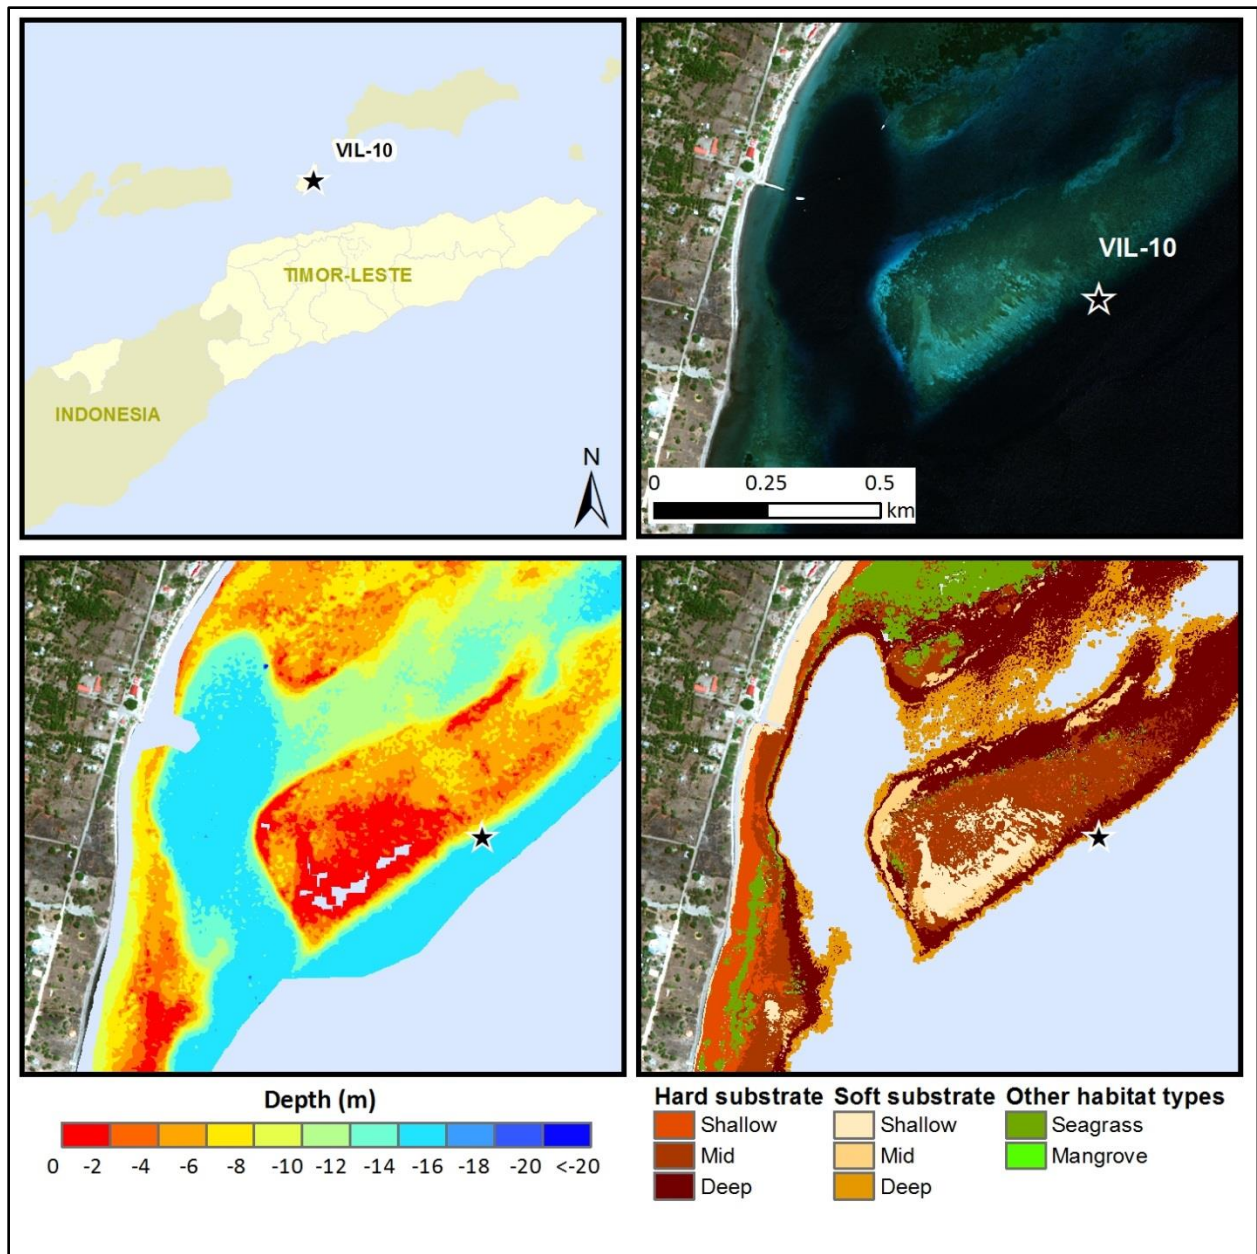 VIL-10
TIMOR-LESTE
INDONESIA
N
VIL-10
0 0.25 0.5
km
Depth (m)
0 -2 -4 -6 -8 -10 -12 -14 -16 -18 -20 <-20
Hard substrate Soft substrate Other habitat types
Shallow Shallow Seagrass
Mid Mid Mangrove
Deep Deep